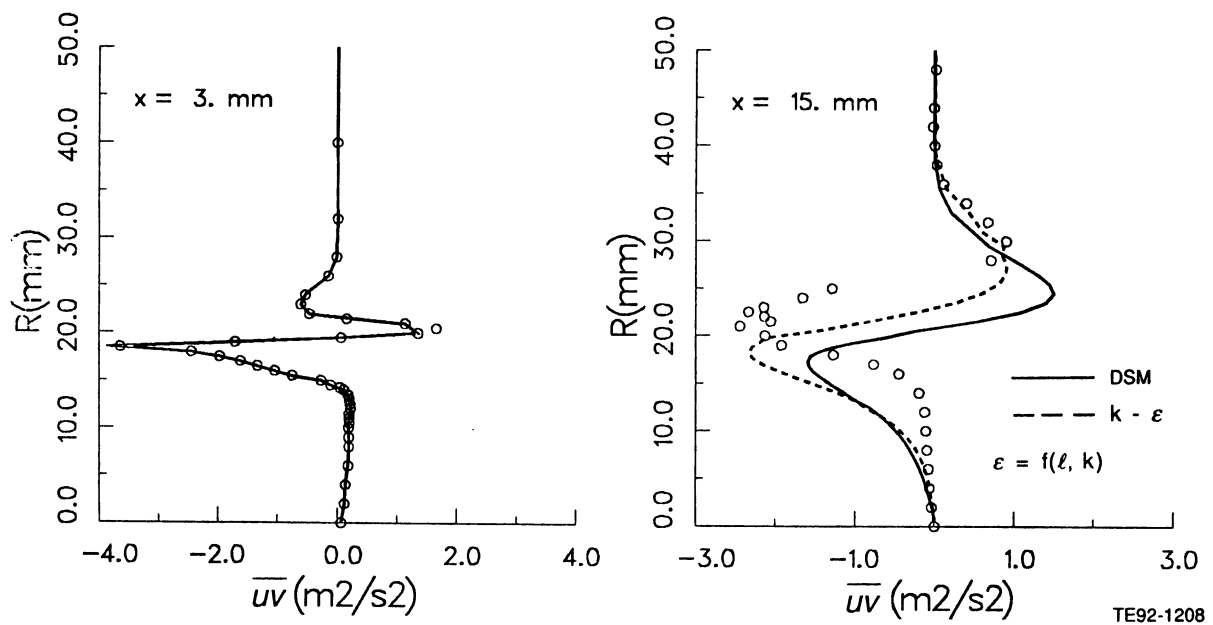 50.0
40.0
30.0
20.0
10.0
0.0
R(mm)
x = 3. mm
-4.0 -2.0 0.0 2.0 4.0
uv (m2/s2)
50.0
40.0
30.0
20.0
10.0
0.0
R(mm)
x = 15. mm
DSM
k - ε
ε = f(ℓ, k)
-3.0 -1.0 1.0 3.0
uv (m2/s2)
TE92-1208